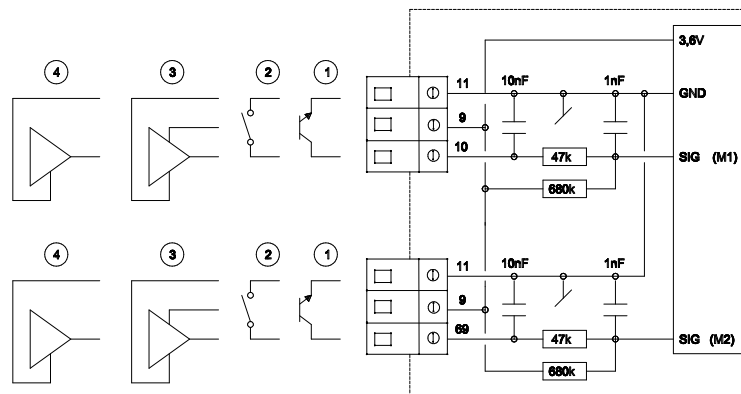 3,6V
4 3 2 1 11 10nF 1nF GND
9
10 47k SIG (M1)
680k
4 3 2 1 11 10nF 1nF
9
69 47k SIG (M2)
680k